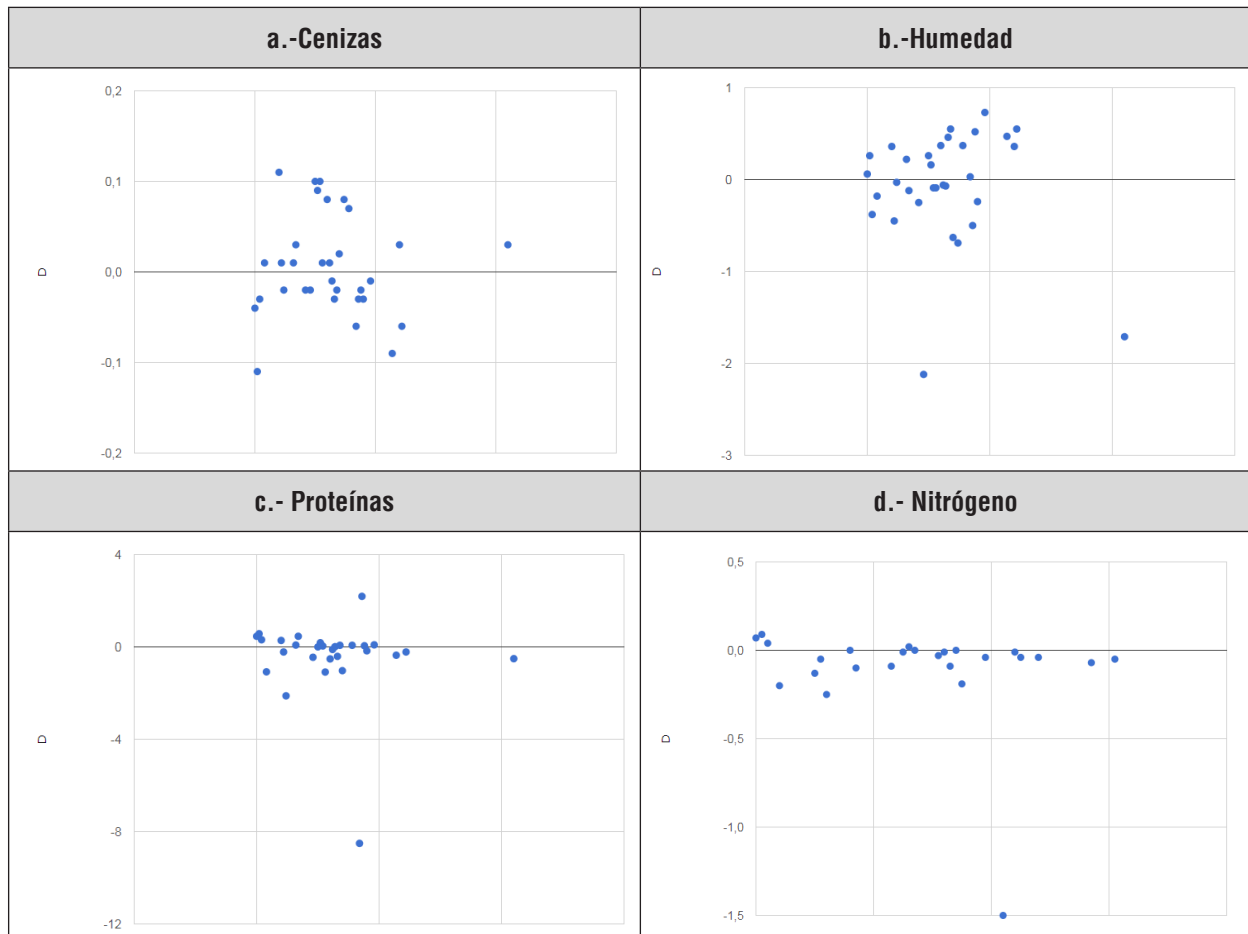 a.-Cenizas
b.-Humedad
0,2
0,1
0,0
-0,1
-0,2
D
1
0
-1
-2
-3
D
c.- Proteínas
d.- Nitrógeno
4
0
-4
-8
-12
D
0,5
0,0
-0,5
-1,0
-1,5
D